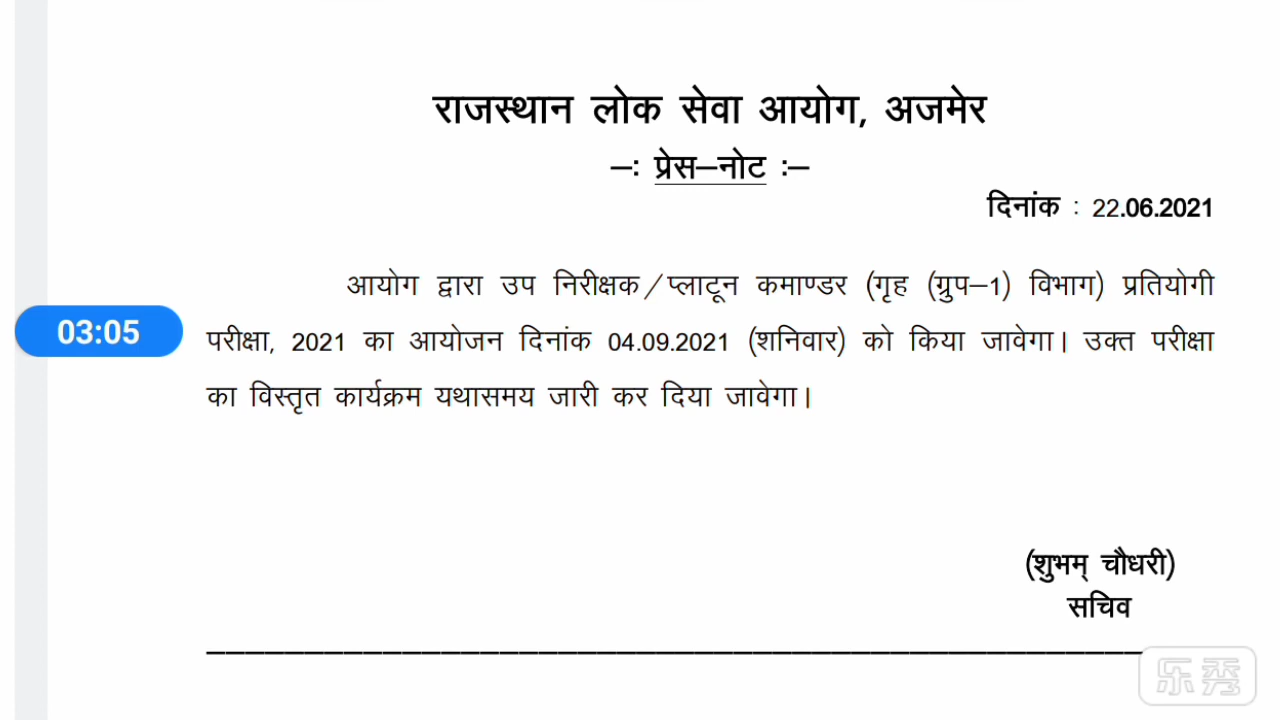 राजस्थान लोक सेवा आयोग, अजमेर
–: प्रेस–नोट :–
दिनांक : 22.06.2021
आयोग द्वारा उप निरीक्षक/प्लाटून कमाण्डर (गृह (ग्रुप–1) विभाग) प्रतियोगी
03:05
परीक्षा, 2021 का आयोजन दिनांक 04.09.2021 (शनिवार) को किया जावेगा। उक्त परीक्षा
का विस्तृत कार्यक्रम यथासमय जारी कर दिया जावेगा।
(शुभम् चौधरी)
सचिव
乐秀